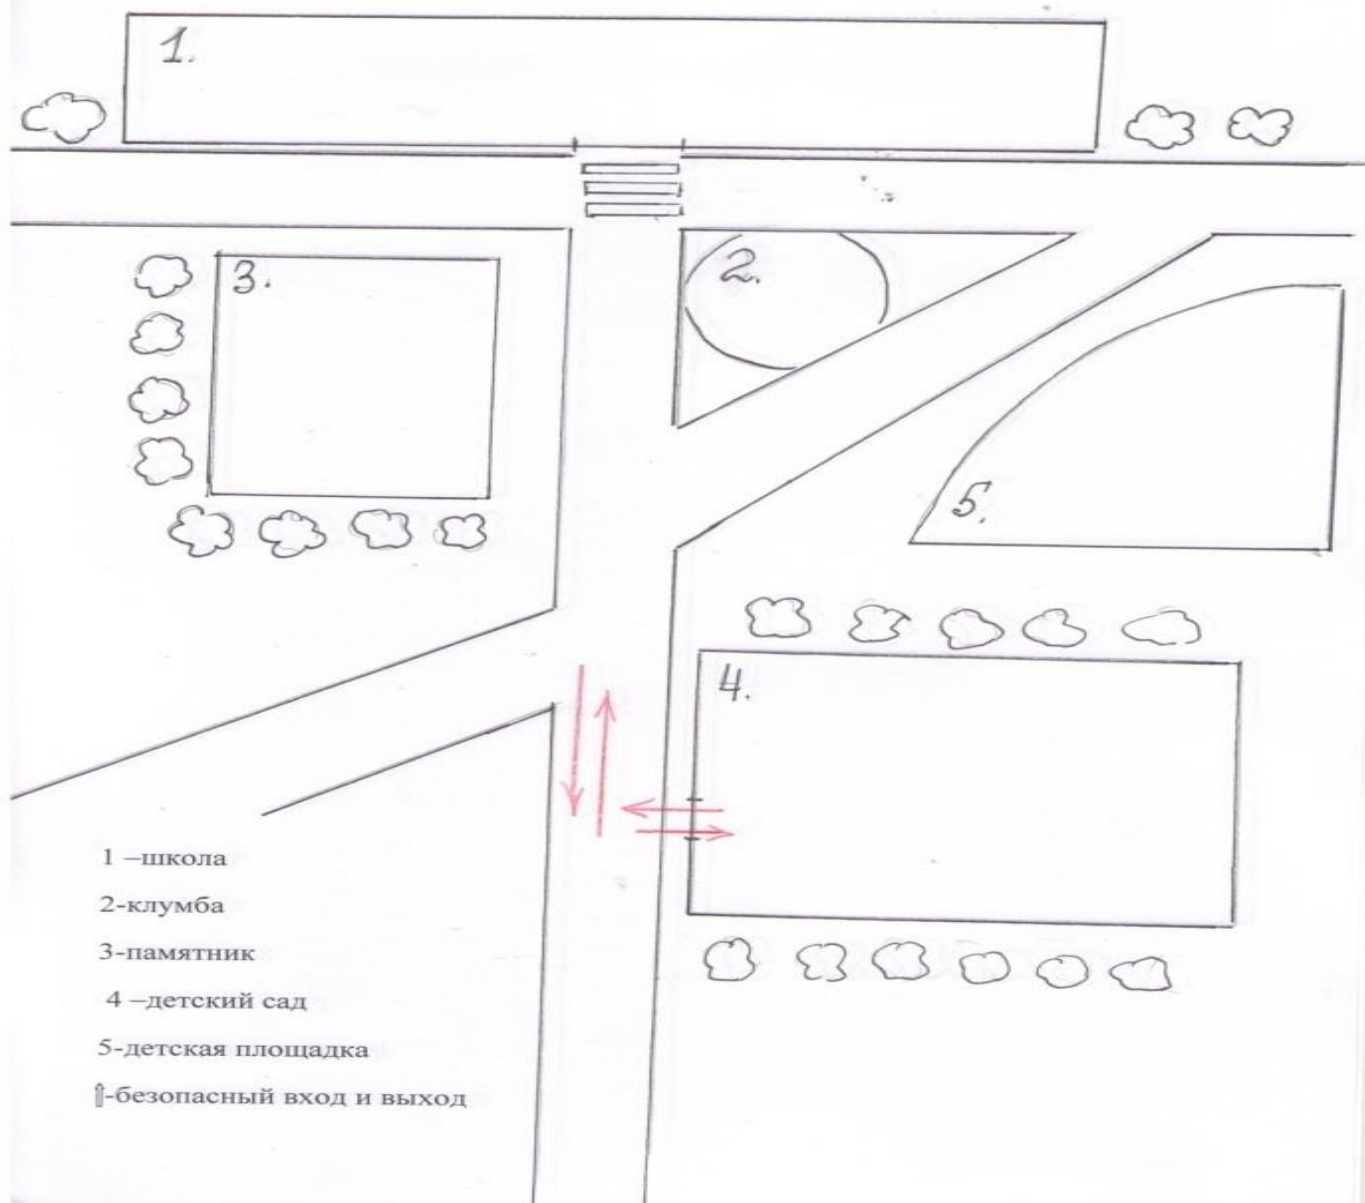 1.
2.
3.
5.
4.
1 –школа
2-клумба
3-памятник
4 –детский сад
5-детская площадка
⇧-безопасный вход и выход